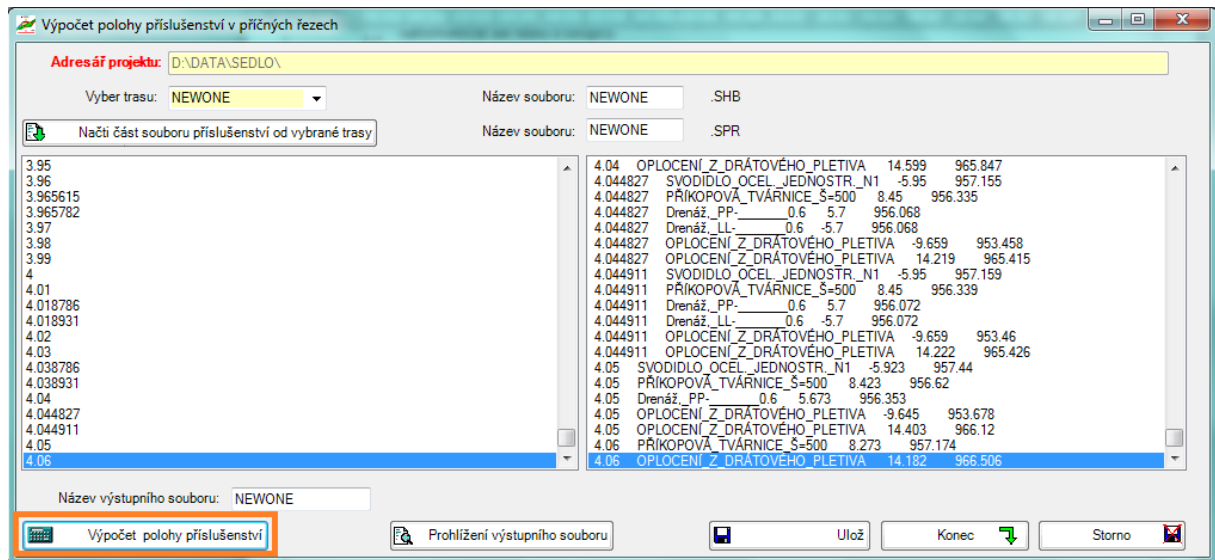 Výpočet polohy příslušenství v příčných řezech
Adresář projektu: D:\DATA\SEDLO\
Vyber trasu: NEWONE Název souboru: NEWONE .SHB
Načti část souboru příslušenství od vybrané trasy Název souboru: NEWONE .SPR
3.95
3.96
3.965615
3.965782
3.97
3.98
3.99
4
4.01
4.018786
4.018931
4.02
4.03
4.038786
4.038931
4.04
4.044827
4.044911
4.05
4.06
4.04 OPLOCENÍ_Z_DRÁTOVÉHO_PLETIVA 14.599 965.847
4.044827 SVODIDLO_OCEL._JEDNOSTR._N1 -5.95 957.155
4.044827 PŘÍKOPOVÁ_TVÁRNICE_Š=500 8.45 956.335
4.044827 Drenáž,_PP-_______0.6 5.7 956.068
4.044827 Drenáž,_LL-_______0.6 -5.7 956.068
4.044827 OPLOCENÍ_Z_DRÁTOVÉHO_PLETIVA -9.659 953.458
4.044827 OPLOCENÍ_Z_DRÁTOVÉHO_PLETIVA 14.219 965.415
4.044911 SVODIDLO_OCEL._JEDNOSTR._N1 -5.95 957.159
4.044911 PŘÍKOPOVÁ_TVÁRNICE_Š=500 8.45 956.339
4.044911 Drenáž,_PP-_______0.6 5.7 956.072
4.044911 Drenáž,_LL-_______0.6 -5.7 956.072
4.044911 OPLOCENÍ_Z_DRÁTOVÉHO_PLETIVA -9.659 953.46
4.044911 OPLOCENÍ_Z_DRÁTOVÉHO_PLETIVA 14.222 965.426
4.05 SVODIDLO_OCEL._JEDNOSTR._N1 -5.923 957.44
4.05 PŘÍKOPOVÁ_TVÁRNICE_Š=500 8.423 956.62
4.05 Drenáž,_PP-_______0.6 5.673 956.353
4.05 OPLOCENÍ_Z_DRÁTOVÉHO_PLETIVA -9.645 953.678
4.05 OPLOCENÍ_Z_DRÁTOVÉHO_PLETIVA 14.403 966.12
4.06 PŘÍKOPOVÁ_TVÁRNICE_Š=500 8.273 957.174
4.06 OPLOCENÍ_Z_DRÁTOVÉHO_PLETIVA 14.182 966.506
Název výstupního souboru: NEWONE
Výpočet polohy příslušenství Prohlížení výstupního souboru Ulož Konec Storno